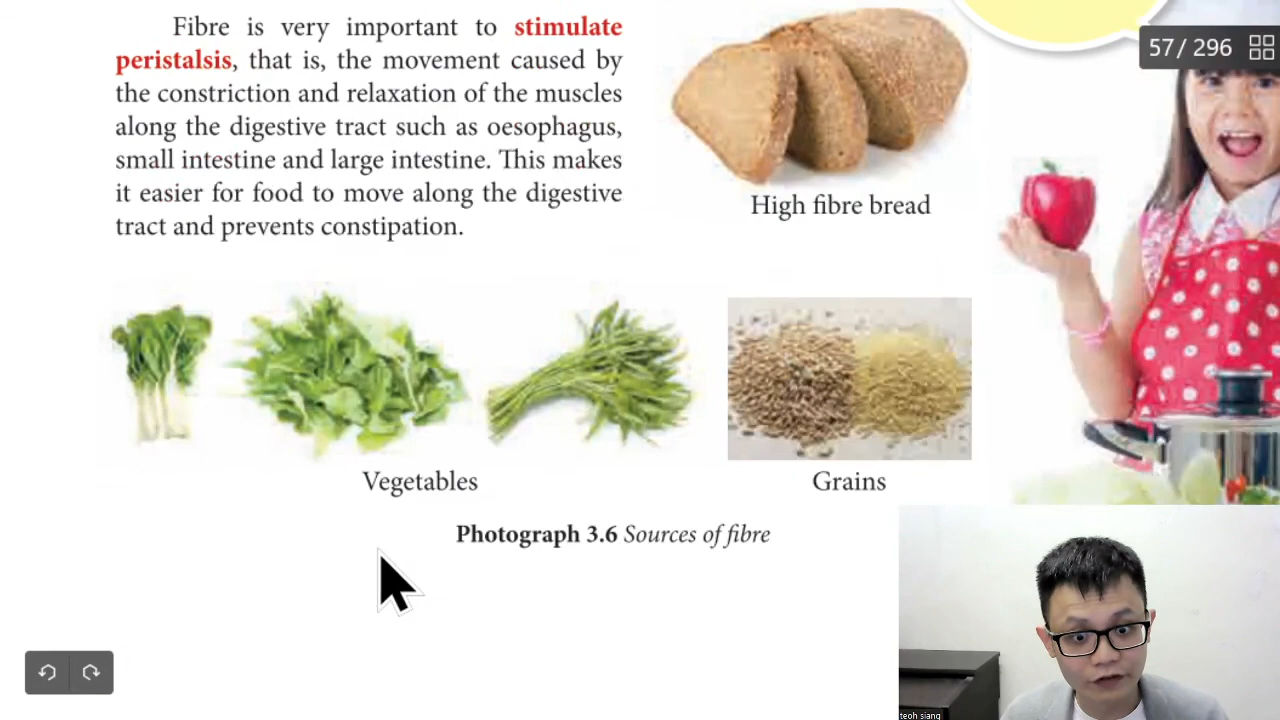 Fibre is very important to stimulate
peristalsis, that is, the movement caused by
the constriction and relaxation of the muscles
along the digestive tract such as oesophagus,
small intestine and large intestine. This makes
it easier for food to move along the digestive
tract and prevents constipation.
High fibre bread
57/ 296
Vegetables
Grains
Photograph 3.6 Sources of fibre
teoh siang